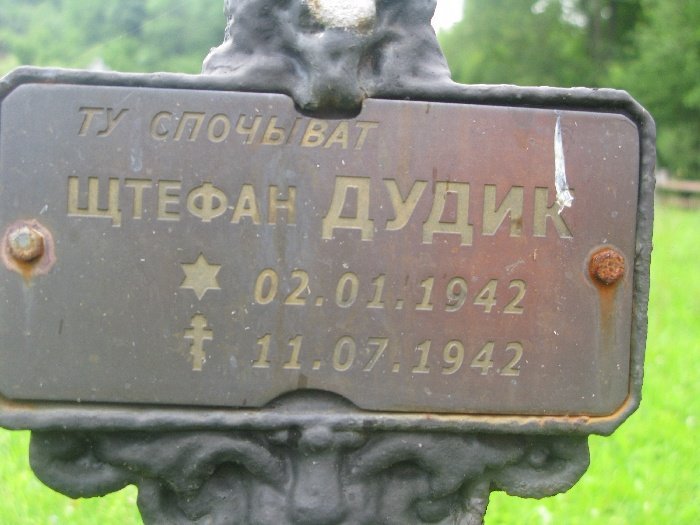 ТУ СПОЧЫВАТ
ЩТЕФАН ДУДИК
02.01.1942
11.07.1942